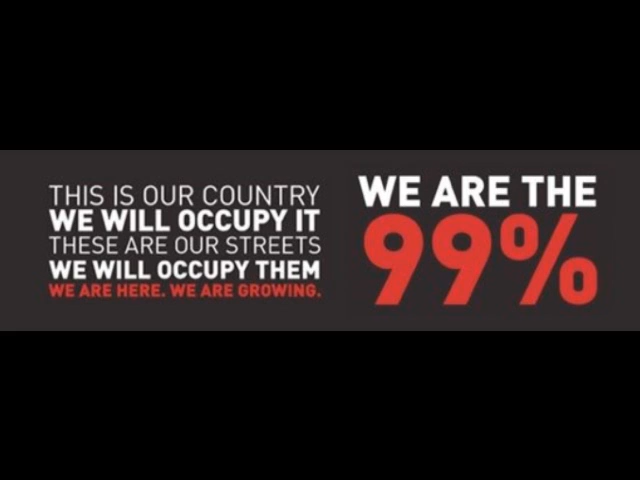 THIS IS OUR COUNTRY
WE WILL OCCUPY IT
THESE ARE OUR STREETS
WE WILL OCCUPY THEM
WE ARE HERE. WE ARE GROWING.
WE ARE THE
99%